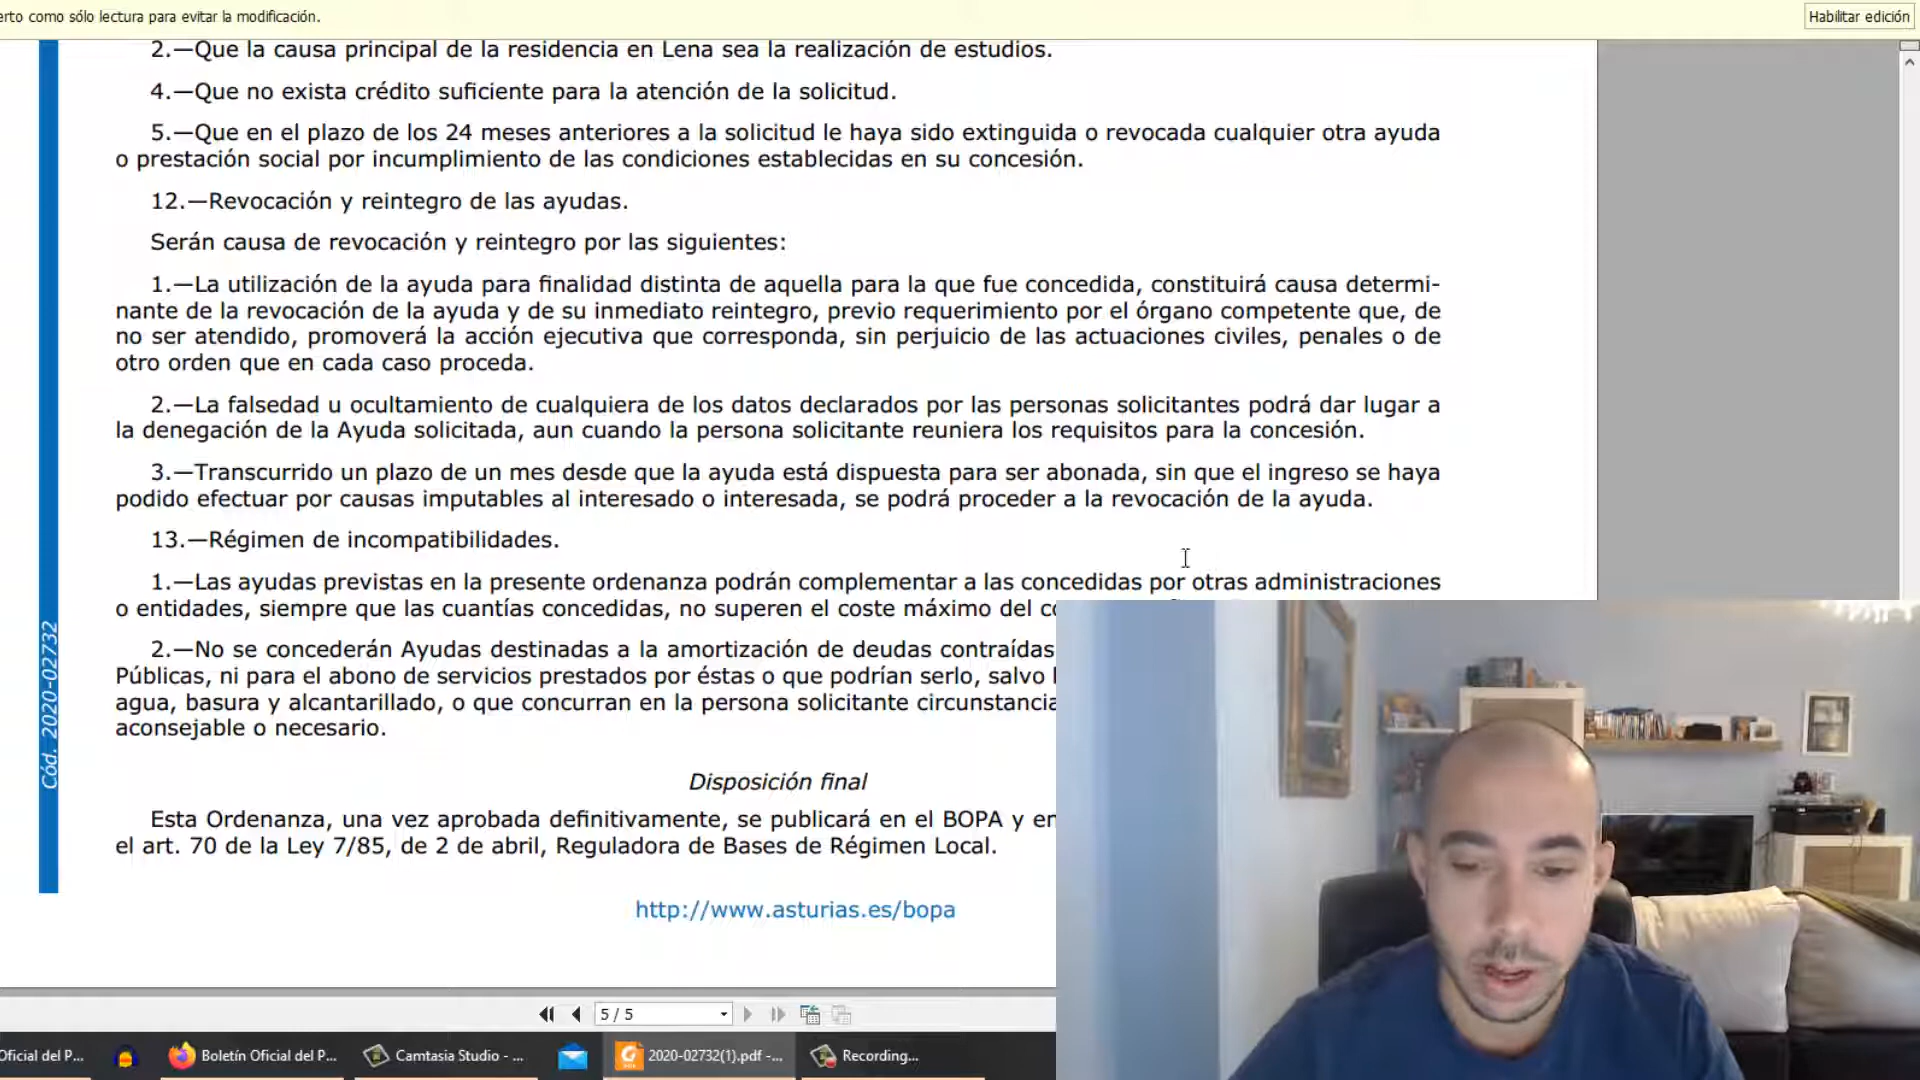 erto como sólo lectura para evitar la modificación.
Habilitar edición
2.—Que la causa principal de la residencia en Lena sea la realización de estudios.
4.—Que no exista crédito suficiente para la atención de la solicitud.
5.—Que en el plazo de los 24 meses anteriores a la solicitud le haya sido extinguida o revocada cualquier otra ayuda
o prestación social por incumplimiento de las condiciones establecidas en su concesión.
12.—Revocación y reintegro de las ayudas.
Serán causa de revocación y reintegro por las siguientes:
1.—La utilización de la ayuda para finalidad distinta de aquella para la que fue concedida, constituirá causa determi-
nante de la revocación de la ayuda y de su inmediato reintegro, previo requerimiento por el órgano competente que, de
no ser atendido, promoverá la acción ejecutiva que corresponda, sin perjuicio de las actuaciones civiles, penales o de
otro orden que en cada caso proceda.
2.—La falsedad u ocultamiento de cualquiera de los datos declarados por las personas solicitantes podrá dar lugar a
la denegación de la Ayuda solicitada, aun cuando la persona solicitante reuniera los requisitos para la concesión.
3.—Transcurrido un plazo de un mes desde que la ayuda está dispuesta para ser abonada, sin que el ingreso se haya
podido efectuar por causas imputables al interesado o interesada, se podrá proceder a la revocación de la ayuda.
13.—Régimen de incompatibilidades.
1.—Las ayudas previstas en la presente ordenanza podrán complementar a las concedidas por otras administraciones
o entidades, siempre que las cuantías concedidas, no superen el coste máximo del
2.—No se concederán Ayudas destinadas a la amortización de deudas contraídas
Públicas, ni para el abono de servicios prestados por éstas o que podrían serlo, salvo
agua, basura y alcantarillado, o que concurran en la persona solicitante circunstancia
aconsejable o necesario.
Disposición final
Esta Ordenanza, una vez aprobada definitivamente, se publicará en el BOPA y en
el art. 70 de la Ley 7/85, de 2 de abril, Reguladora de Bases de Régimen Local.
http://www.asturias.es/bopa
Cód. 2020-02732
5 / 5
Oficial del P...
Boletín Oficial del P...
Camtasia Studio - ...
2020-02732(1).pdf -...
Recording...